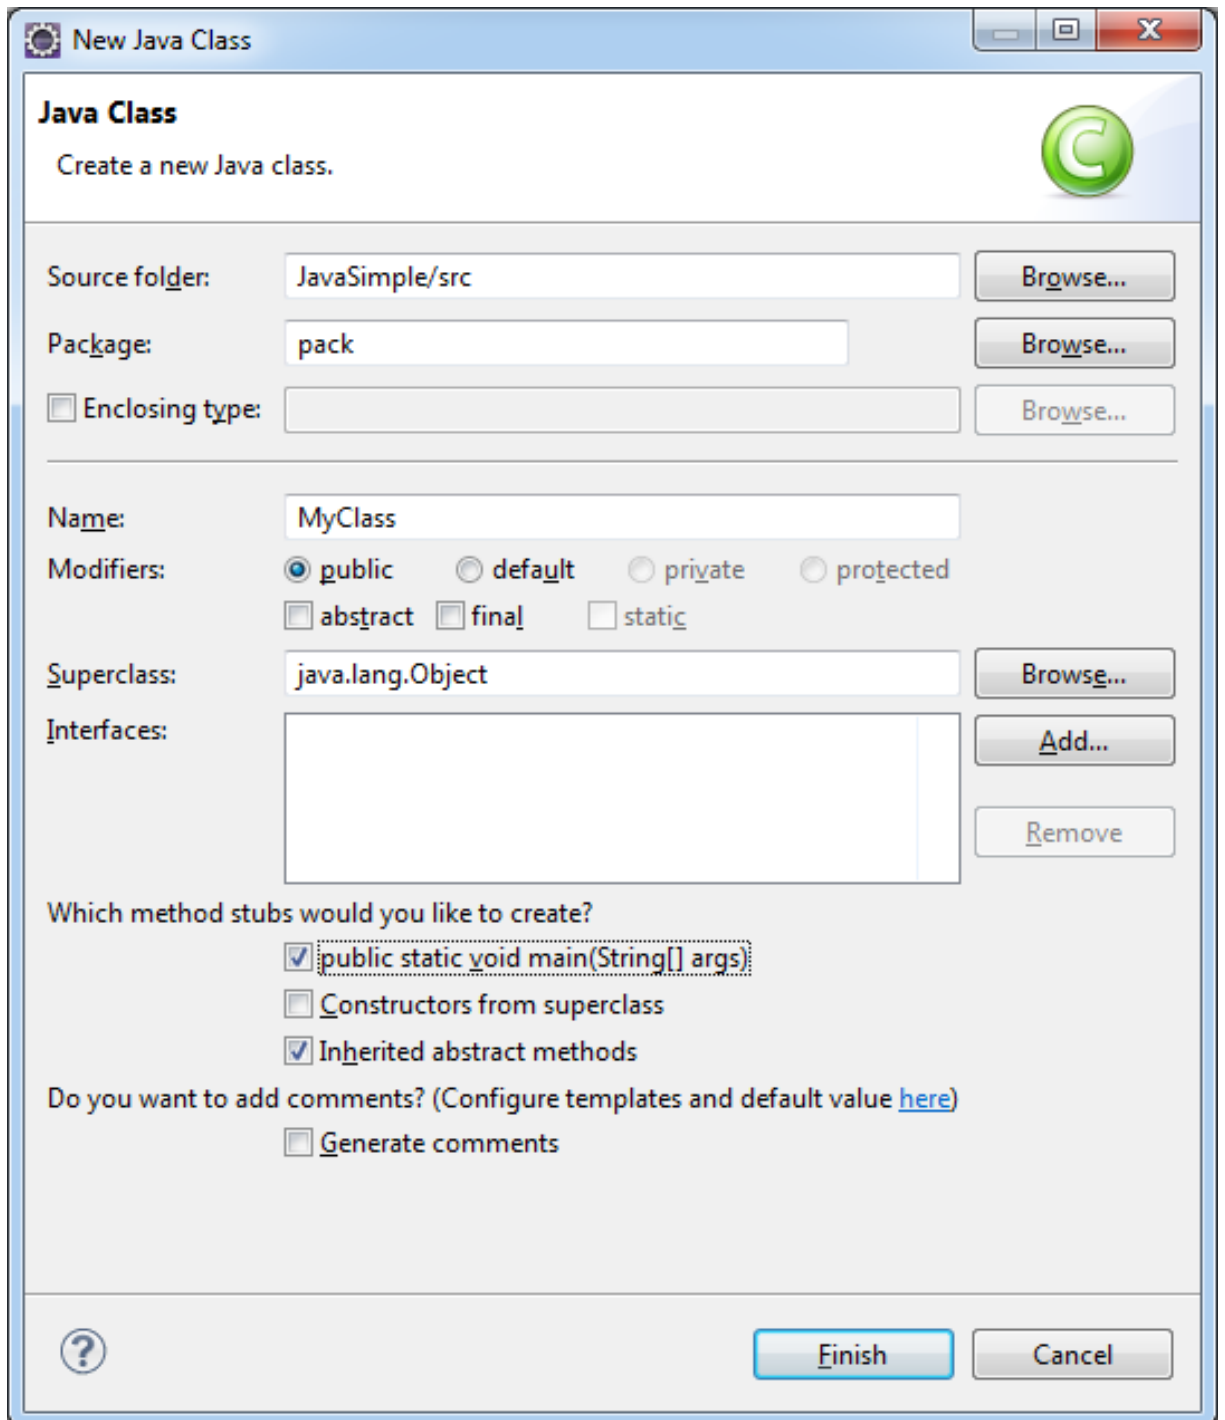 New Java Class
Java Class
Create a new Java class.
C
Source folder: JavaSimple/src Browse...
Package: pack Browse...
Enclosing type: Browse...
Name: MyClass
Modifiers: public default private protected
abstract final static
Superclass: java.lang.Object Browse...
Interfaces: Add...
Remove
Which method stubs would you like to create?
public static void main(String[] args)
Constructors from superclass
Inherited abstract methods
Do you want to add comments? (Configure templates and default value here)
Generate comments
? Finish Cancel